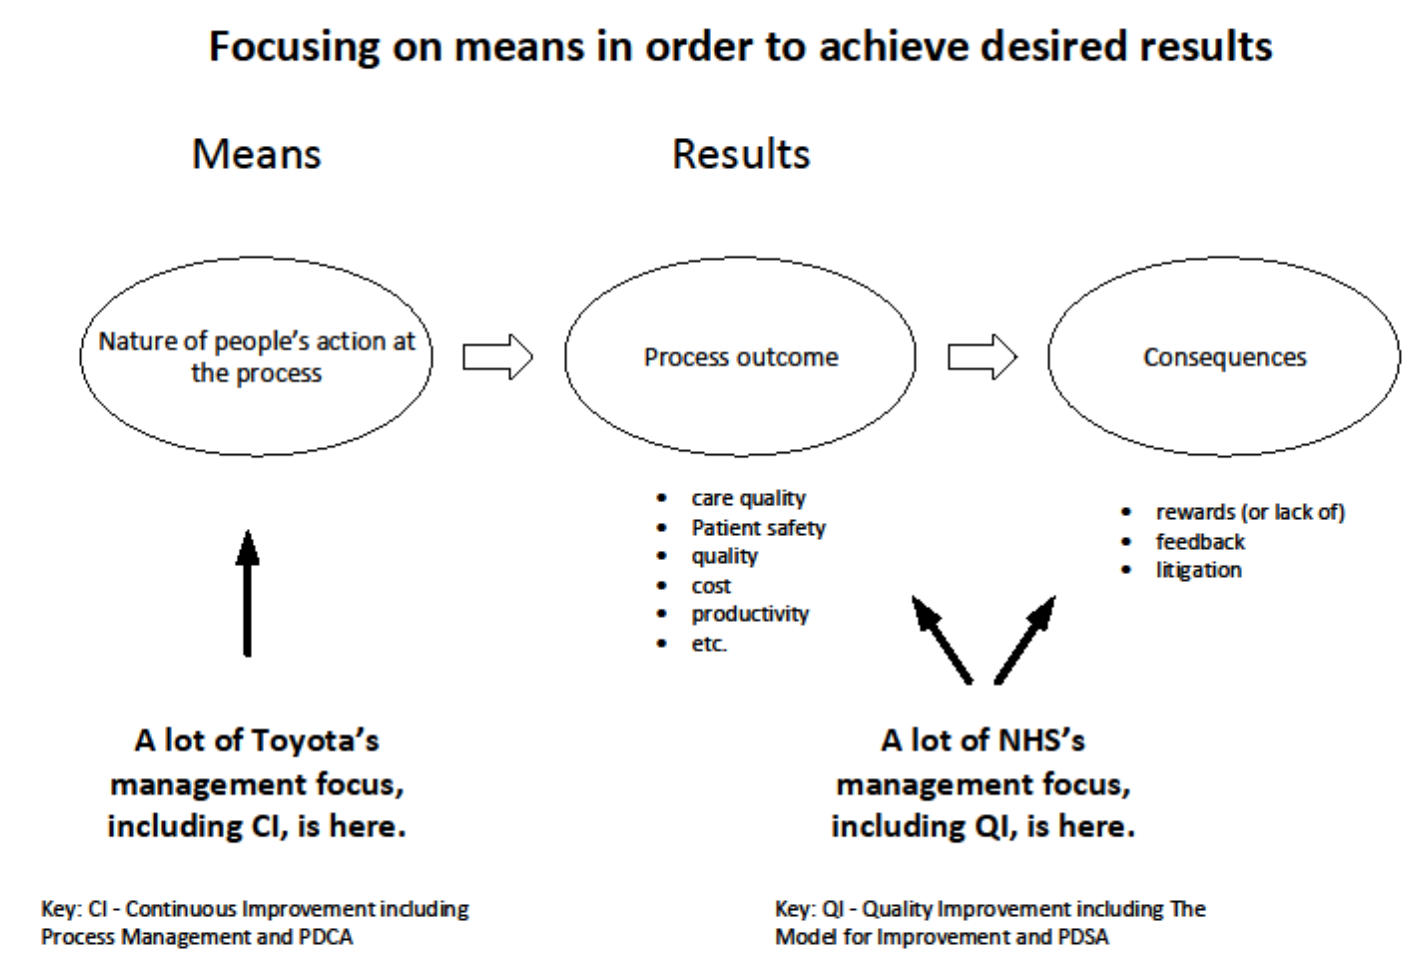 Focusing on means in order to achieve desired results
Means
Results
Nature of people's action at
the process
Process outcome
Consequences
• care quality
• Patient safety
• quality
• cost
• productivity
• etc.
• rewards (or lack of)
• feedback
• litigation
A lot of Toyota's
management focus,
including CI, is here.
A lot of NHS's
management focus,
including QI, is here.
Key: CI - Continuous Improvement including
Process Management and PDCA
Key: QI - Quality Improvement including The
Model for Improvement and PDSA